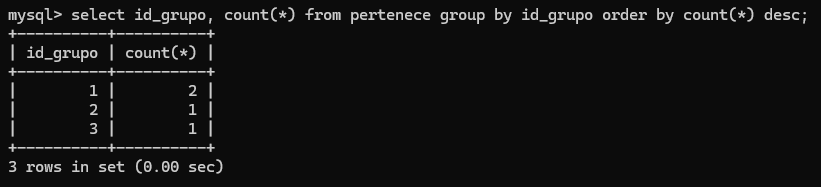 mysql> select id_grupo, count(*) from pertenece group by id_grupo order by count(*) desc;
+----------+----------+
| id_grupo | count(*) |
+----------+----------+
|        1 |        2 |
|        2 |        1 |
|        3 |        1 |
+----------+----------+
3 rows in set (0.00 sec)